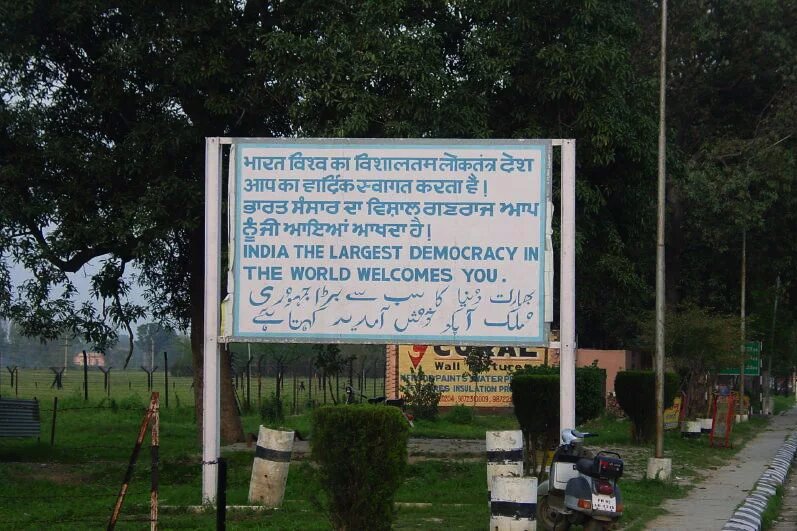 भारत विश्व का विशालतम लोकतंत्र देश
आप का हार्दिक स्वागत करता है !
ਭਾਰਤ ਸੰਸਾਰ ਦਾ ਵਿਸ਼ਾਲ ਗਣਰਾਜ ਆਪ
ਨੂੰ ਜੀ ਆਇਆਂ ਆਖਦਾ ਹੈ !
INDIA THE LARGEST DEMOCRACY IN
THE WORLD WELCOMES YOU .
بھارت دنیا کا سب سے بڑا جمہوری
ملک آپ کو خوش آمدید کہتا ہے
Wall
PAINTS